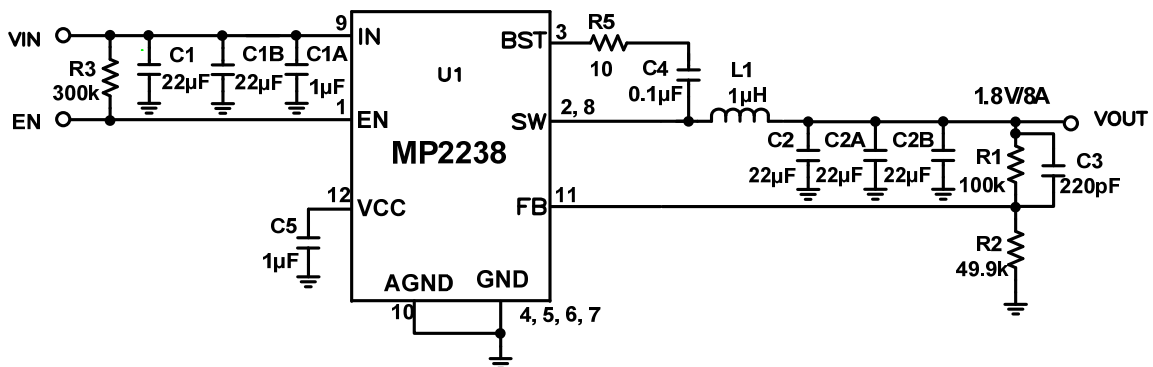 VIN
9
IN
C1
22µF
C1B
22µF
C1A
1µF
R3
300k
1
EN
EN
U1
MP2238
BST
3
R5
10
C4
0.1µF
L1
1µH
SW
2, 8
1.8V/8A
VOUT
C2
22µF
C2A
22µF
C2B
22µF
R1
100k
C3
220pF
12
VCC
C5
1µF
FB
11
R2
49.9k
AGND
10
GND
4, 5, 6, 7